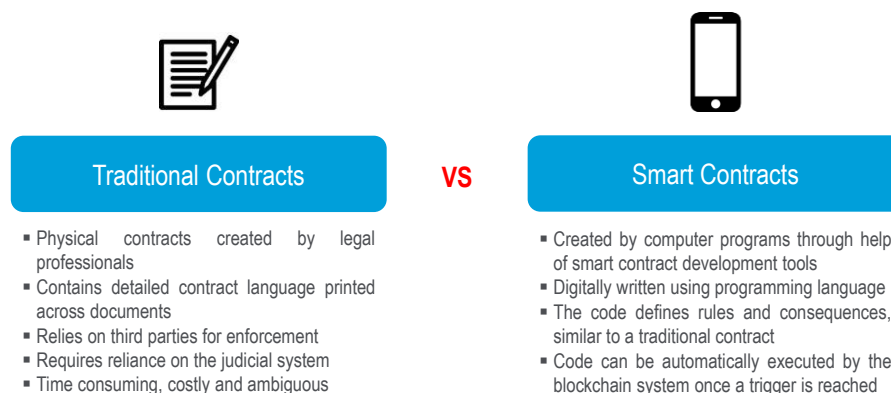 Traditional Contracts
VS
Smart Contracts
▪ Physical contracts created by legal
professionals
▪ Contains detailed contract language printed
across documents
▪ Relies on third parties for enforcement
▪ Requires reliance on the judicial system
▪ Time consuming, costly and ambiguous
▪ Created by computer programs through help
of smart contract development tools
▪ Digitally written using programming language
▪ The code defines rules and consequences,
similar to a traditional contract
▪ Code can be automatically executed by the
blockchain system once a trigger is reached